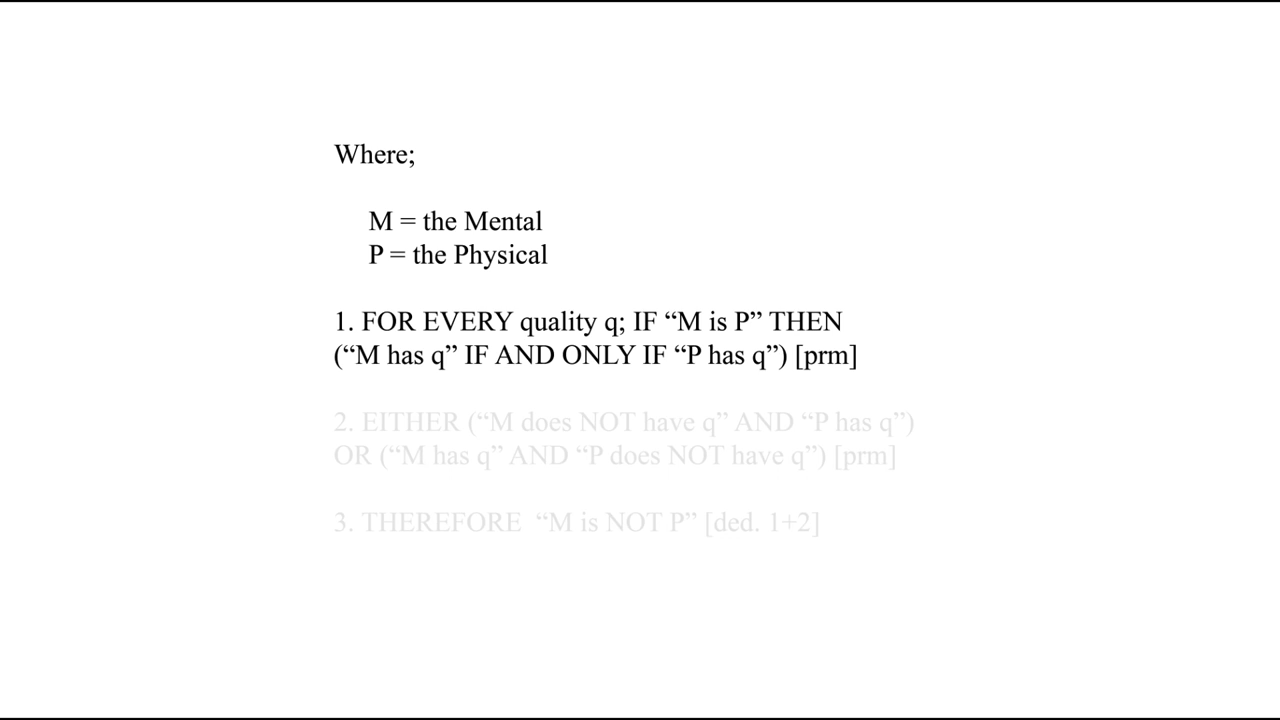 Where;
M = the Mental
P = the Physical
1. FOR EVERY quality q; IF “M is P” THEN
(“M has q” IF AND ONLY IF “P has q”) [prm]
2. EITHER (“M does NOT have q” AND “P has q”)
OR (“M has q” AND “P does NOT have q”) [prm]
3. THEREFORE “M is NOT P” [ded. 1+2]